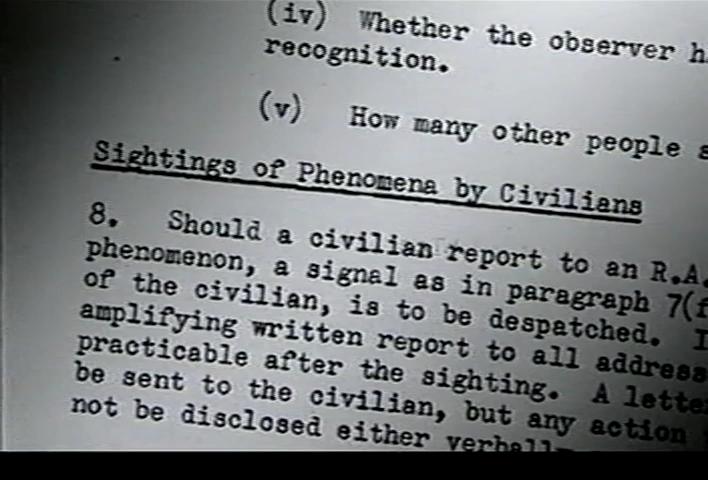 (iv) Whether the observer h
recognition.
(v) How many other people s
Sightings of Phenomena by Civilians
8. Should a civilian report to an R.A.
phenomenon, a signal as in paragraph 7(f
of the civilian, is to be despatched. I
amplifying written report to all address
practicable after the sighting. A lette
be sent to the civilian, but any action
not be disclosed either verball